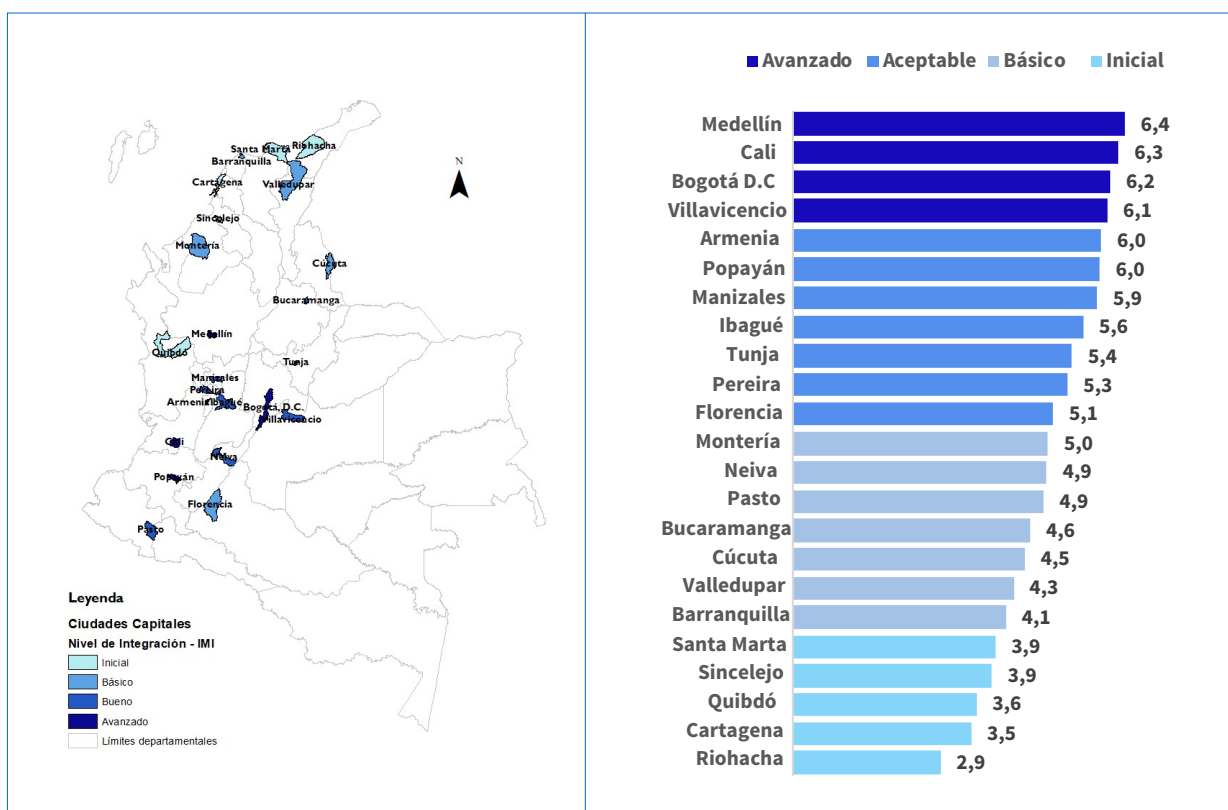 N
Santa Marta
Riohacha
Barranquilla
Cartagena
Valledupar
Sincelejo
Montería
Cúcuta
Bucaramanga
Medellín
Quibdó
Tunja
Manizales
Pereira
Armenia
Ibagué
Bogotá, D.C.
Villavicencio
Cali
Neiva
Popayán
Florencia
Pasto
Leyenda
Ciudades Capitales
Nivel de Integración - IMI
Inicial
Básico
Bueno
Avanzado
Límites departamentales
Avanzado Aceptable Básico Inicial
Medellín 6,4
Cali 6,3
Bogotá D.C 6,2
Villavicencio 6,1
Armenia 6,0
Popayán 6,0
Manizales 5,9
Ibagué 5,6
Tunja 5,4
Pereira 5,3
Florencia 5,1
Montería 5,0
Neiva 4,9
Pasto 4,9
Bucaramanga 4,6
Cúcuta 4,5
Valledupar 4,3
Barranquilla 4,1
Santa Marta 3,9
Sincelejo 3,9
Quibdó 3,6
Cartagena 3,5
Riohacha 2,9